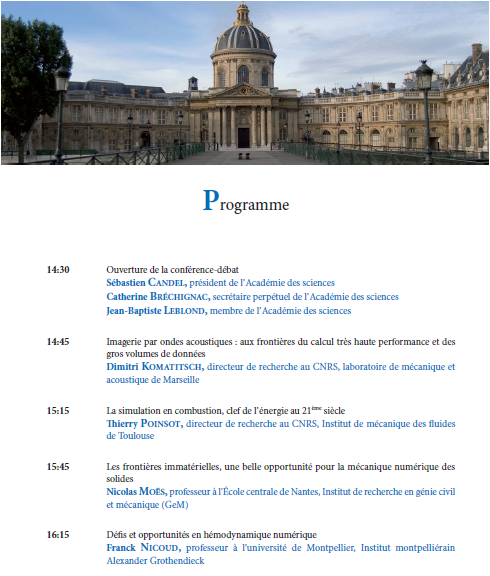 Programme
14:30 Ouverture de la conférence-débat
Sébastien CANDEL, président de l'Académie des sciences
Catherine BRÉCHIGNAC, secrétaire perpétuel de l'Académie des sciences
Jean-Baptiste LEBLOND, membre de l'Académie des sciences
14:45 Imagerie par ondes acoustiques : aux frontières du calcul très haute performance et des
gros volumes de données
Dimitri KOMATITSCH, directeur de recherche au CNRS, laboratoire de mécanique et
acoustique de Marseille
15:15 La simulation en combustion, clef de l'énergie au 21ème siècle
Thierry POINSOT, directeur de recherche au CNRS, Institut de mécanique des fluides
de Toulouse
15:45 Les frontières immatérielles, une belle opportunité pour la mécanique numérique des
solides
Nicolas MOËS, professeur à l'École centrale de Nantes, Institut de recherche en génie civil
et mécanique (GeM)
16:15 Défis et opportunités en hémodynamique numérique
Franck NICOUD, professeur à l'université de Montpellier, Institut montpelliérain
Alexander Grothendieck